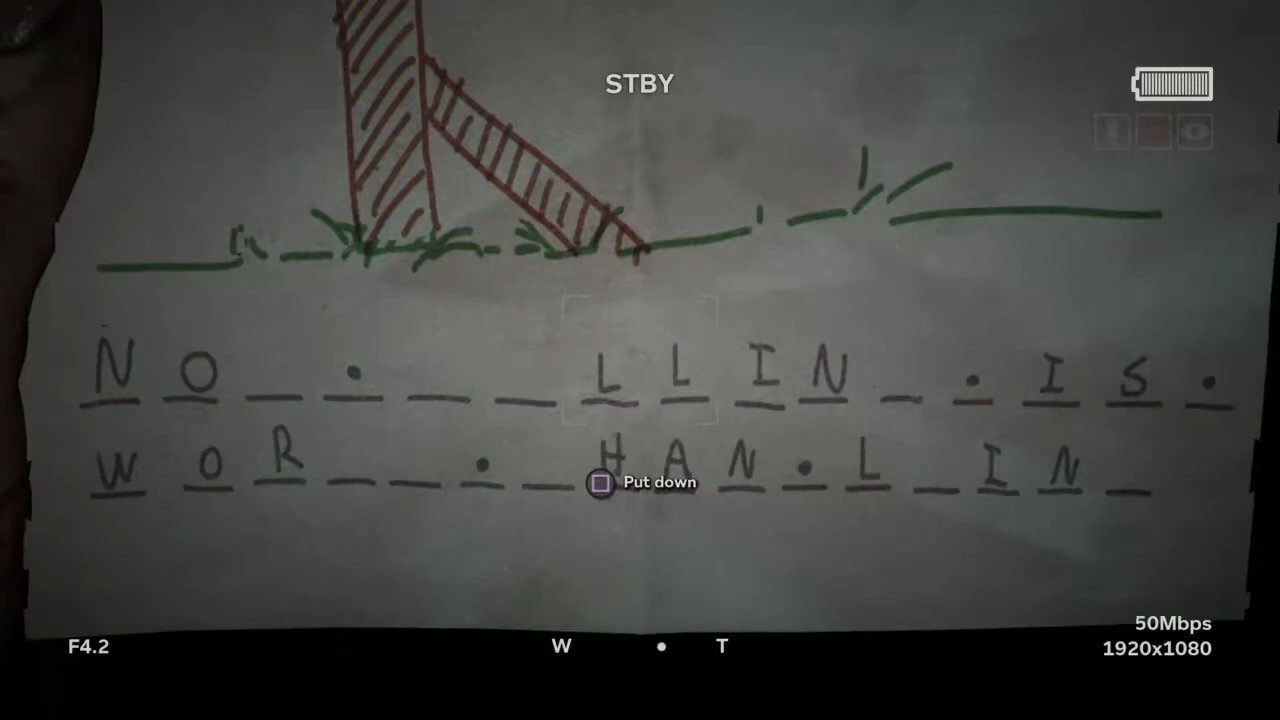 STBY
N O _ • _ _ L L I N _ • I S •
W O R _ _ • _ H A N • L _ I N _
Put down
F4.2 W • T 50Mbps
1920x1080